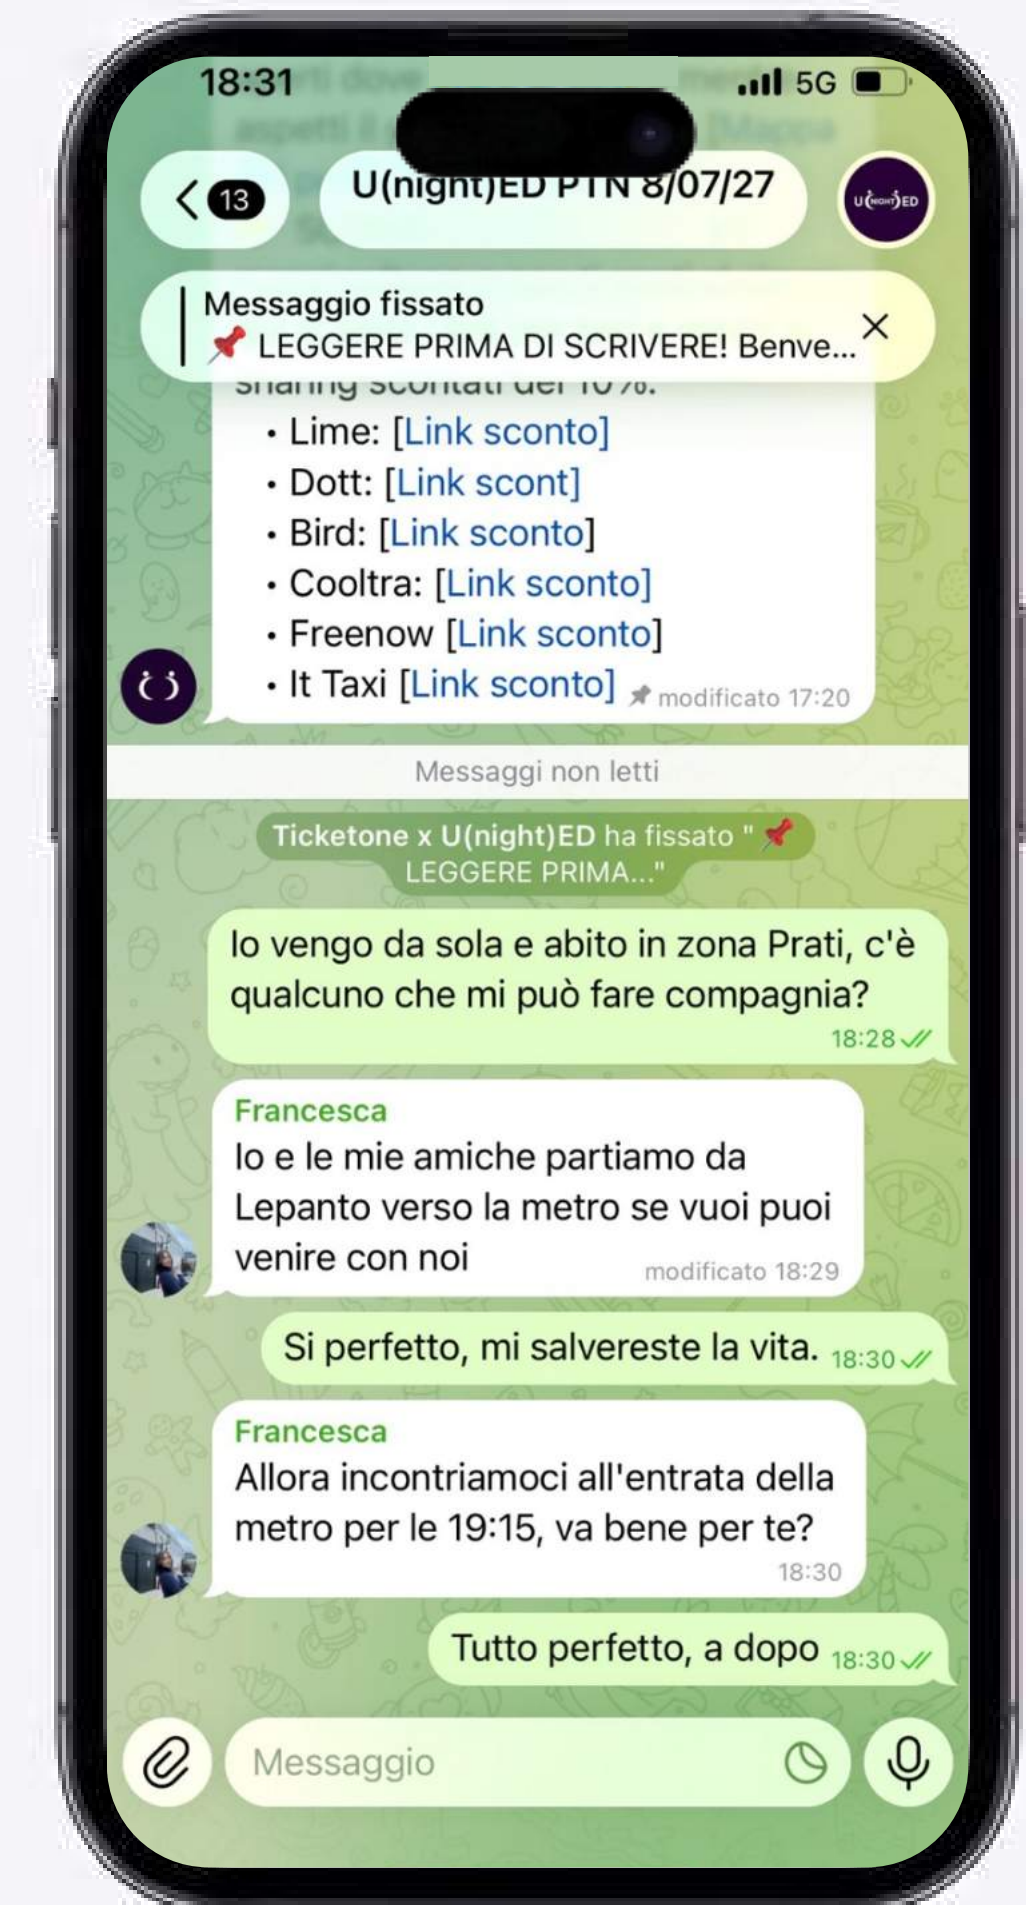 18:31
5G
13
U(night)ED PTN 8/07/27
U(NIGHT)ED
Messaggio fissato
📌 LEGGERE PRIMA DI SCRIVERE! Benve...
sharing scontati del 10%.
• Lime: [Link sconto]
• Dott: [Link scont]
• Bird: [Link sconto]
• Cooltra: [Link sconto]
• Freenow [Link sconto]
• It Taxi [Link sconto]
modificato 17:20
Messaggi non letti
Ticketone x U(night)ED ha fissato "📌
LEGGERE PRIMA..."
Io vengo da sola e abito in zona Prati, c'è
qualcuno che mi può fare compagnia?
18:28
Francesca
Io e le mie amiche partiamo da
Lepanto verso la metro se vuoi puoi
venire con noi
modificato 18:29
Si perfetto, mi salvereste la vita. 18:30
Francesca
Allora incontriamoci all'entrata della
metro per le 19:15, va bene per te?
18:30
Tutto perfetto, a dopo 18:30
Messaggio